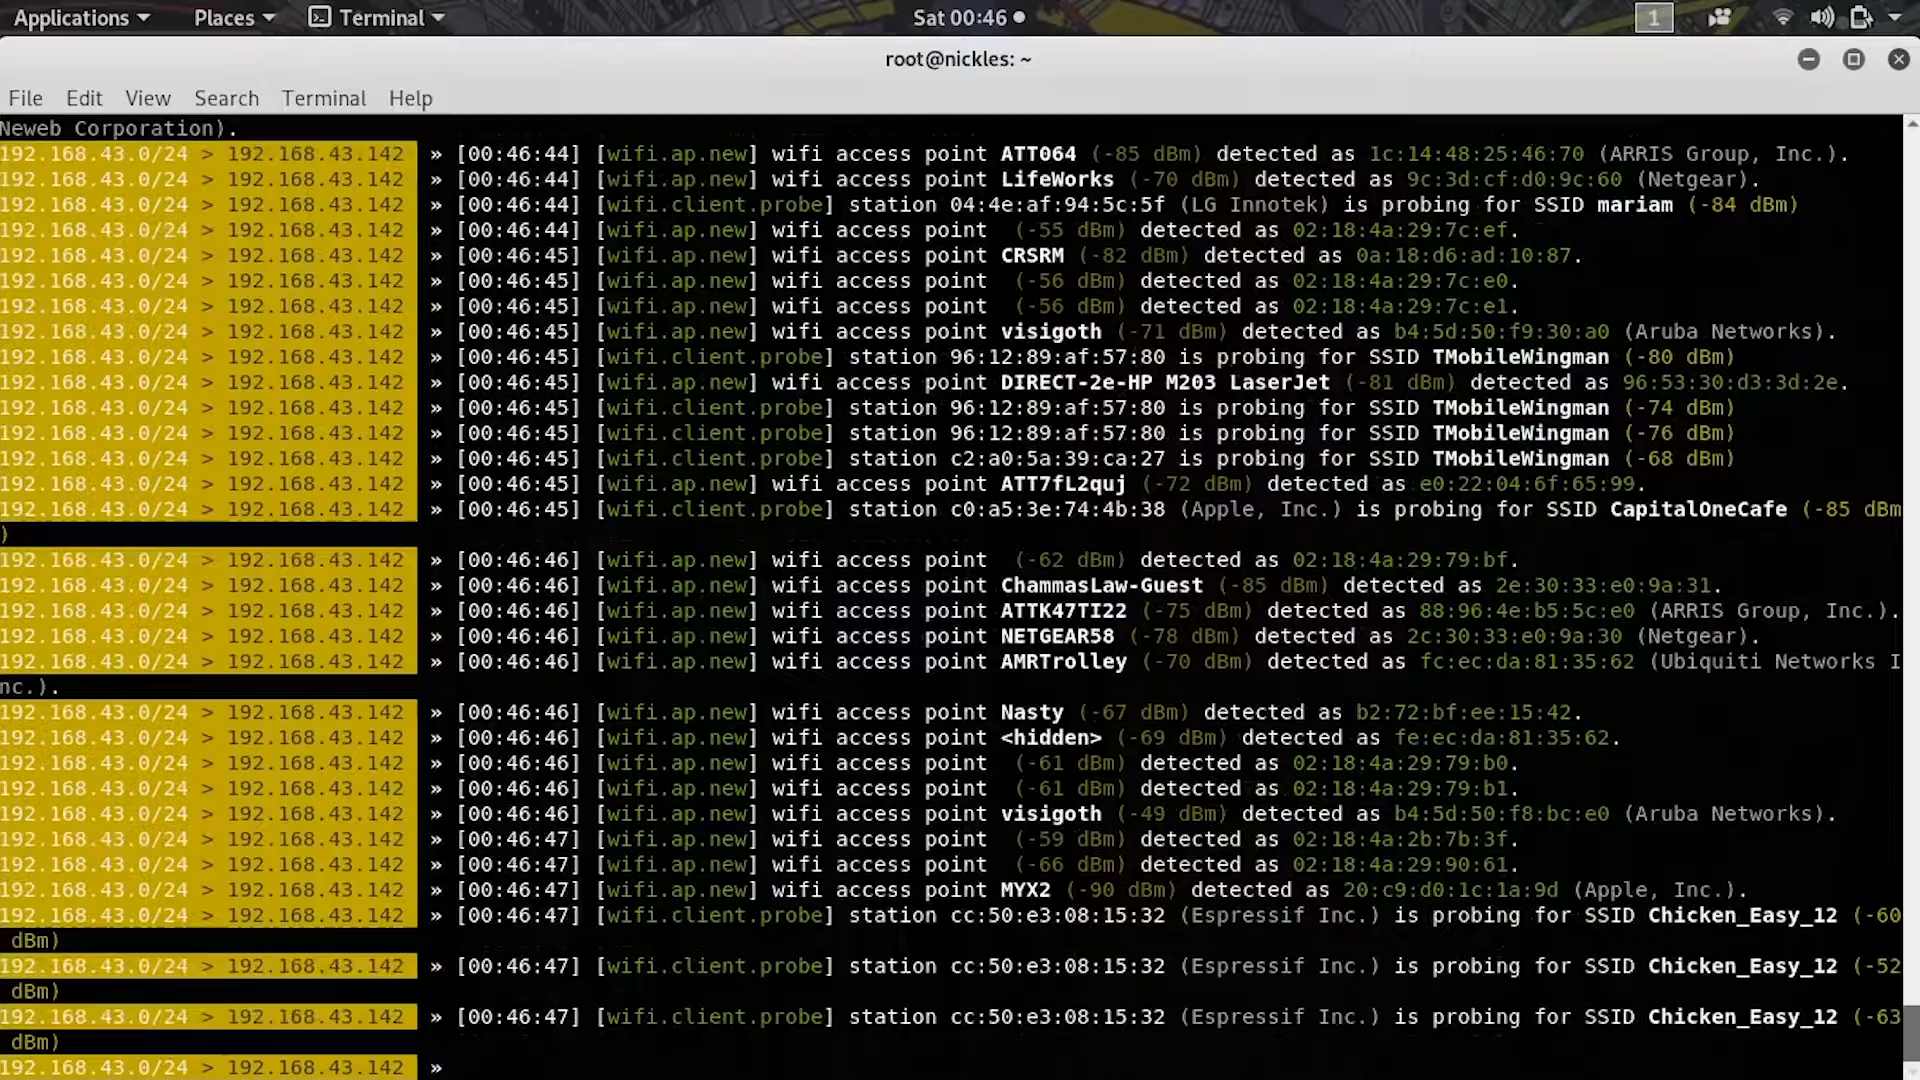 Applications Places Terminal Sat 00:46 1
root@nickles: ~
File Edit View Search Terminal Help
Neweb Corporation).
192.168.43.0/24 > 192.168.43.142 » [00:46:44] [wifi.ap.new] wifi access point ATT064 (-85 dBm) detected as 1c:14:48:25:46:70 (ARRIS Group, Inc.).
192.168.43.0/24 > 192.168.43.142 » [00:46:44] [wifi.ap.new] wifi access point LifeWorks (-70 dBm) detected as 9c:3d:cf:d0:9c:60 (Netgear).
192.168.43.0/24 > 192.168.43.142 » [00:46:44] [wifi.client.probe] station 04:4e:af:94:5c:5f (LG Innotek) is probing for SSID mariam (-84 dBm)
192.168.43.0/24 > 192.168.43.142 » [00:46:44] [wifi.ap.new] wifi access point (-55 dBm) detected as 02:18:4a:29:7c:ef.
192.168.43.0/24 > 192.168.43.142 » [00:46:45] [wifi.ap.new] wifi access point CRSRM (-82 dBm) detected as 0a:18:d6:ad:10:87.
192.168.43.0/24 > 192.168.43.142 » [00:46:45] [wifi.ap.new] wifi access point (-56 dBm) detected as 02:18:4a:29:7c:e0.
192.168.43.0/24 > 192.168.43.142 » [00:46:45] [wifi.ap.new] wifi access point (-56 dBm) detected as 02:18:4a:29:7c:e1.
192.168.43.0/24 > 192.168.43.142 » [00:46:45] [wifi.ap.new] wifi access point visigoth (-71 dBm) detected as b4:5d:50:f9:30:a0 (Aruba Networks).
192.168.43.0/24 > 192.168.43.142 » [00:46:45] [wifi.client.probe] station 96:12:89:af:57:80 is probing for SSID TMobileWingman (-80 dBm)
192.168.43.0/24 > 192.168.43.142 » [00:46:45] [wifi.ap.new] wifi access point DIRECT-2e-HP M203 LaserJet (-81 dBm) detected as 96:53:30:d3:3d:2e.
192.168.43.0/24 > 192.168.43.142 » [00:46:45] [wifi.client.probe] station 96:12:89:af:57:80 is probing for SSID TMobileWingman (-74 dBm)
192.168.43.0/24 > 192.168.43.142 » [00:46:45] [wifi.client.probe] station 96:12:89:af:57:80 is probing for SSID TMobileWingman (-76 dBm)
192.168.43.0/24 > 192.168.43.142 » [00:46:45] [wifi.client.probe] station c2:a0:5a:39:ca:27 is probing for SSID TMobileWingman (-68 dBm)
192.168.43.0/24 > 192.168.43.142 » [00:46:45] [wifi.ap.new] wifi access point ATT7fL2quj (-72 dBm) detected as e0:22:04:6f:65:99.
192.168.43.0/24 > 192.168.43.142 » [00:46:45] [wifi.client.probe] station c0:a5:3e:74:4b:38 (Apple, Inc.) is probing for SSID CapitalOneCafe (-85 dBm
)
192.168.43.0/24 > 192.168.43.142 » [00:46:46] [wifi.ap.new] wifi access point (-62 dBm) detected as 02:18:4a:29:79:bf.
192.168.43.0/24 > 192.168.43.142 » [00:46:46] [wifi.ap.new] wifi access point ChammasLaw-Guest (-85 dBm) detected as 2e:30:33:e0:9a:31.
192.168.43.0/24 > 192.168.43.142 » [00:46:46] [wifi.ap.new] wifi access point ATTK47TI22 (-75 dBm) detected as 88:96:4e:b5:5c:e0 (ARRIS Group, Inc.).
192.168.43.0/24 > 192.168.43.142 » [00:46:46] [wifi.ap.new] wifi access point NETGEAR58 (-78 dBm) detected as 2c:30:33:e0:9a:30 (Netgear).
192.168.43.0/24 > 192.168.43.142 » [00:46:46] [wifi.ap.new] wifi access point AMRTrolley (-70 dBm) detected as fc:ec:da:81:35:62 (Ubiquiti Networks I
nc.).
192.168.43.0/24 > 192.168.43.142 » [00:46:46] [wifi.ap.new] wifi access point Nasty (-67 dBm) detected as b2:72:bf:ee:15:42.
192.168.43.0/24 > 192.168.43.142 » [00:46:46] [wifi.ap.new] wifi access point <hidden> (-69 dBm) detected as fe:ec:da:81:35:62.
192.168.43.0/24 > 192.168.43.142 » [00:46:46] [wifi.ap.new] wifi access point (-61 dBm) detected as 02:18:4a:29:79:b0.
192.168.43.0/24 > 192.168.43.142 » [00:46:46] [wifi.ap.new] wifi access point (-61 dBm) detected as 02:18:4a:29:79:b1.
192.168.43.0/24 > 192.168.43.142 » [00:46:46] [wifi.ap.new] wifi access point visigoth (-49 dBm) detected as b4:5d:50:f8:bc:e0 (Aruba Networks).
192.168.43.0/24 > 192.168.43.142 » [00:46:47] [wifi.ap.new] wifi access point (-59 dBm) detected as 02:18:4a:2b:7b:3f.
192.168.43.0/24 > 192.168.43.142 » [00:46:47] [wifi.ap.new] wifi access point (-66 dBm) detected as 02:18:4a:29:90:61.
192.168.43.0/24 > 192.168.43.142 » [00:46:47] [wifi.ap.new] wifi access point MYX2 (-90 dBm) detected as 20:c9:d0:1c:1a:9d (Apple, Inc.).
192.168.43.0/24 > 192.168.43.142 » [00:46:47] [wifi.client.probe] station cc:50:e3:08:15:32 (Espressif Inc.) is probing for SSID Chicken_Easy_12 (-60
dBm)
192.168.43.0/24 > 192.168.43.142 » [00:46:47] [wifi.client.probe] station cc:50:e3:08:15:32 (Espressif Inc.) is probing for SSID Chicken_Easy_12 (-52
dBm)
192.168.43.0/24 > 192.168.43.142 » [00:46:47] [wifi.client.probe] station cc:50:e3:08:15:32 (Espressif Inc.) is probing for SSID Chicken_Easy_12 (-63
dBm)
192.168.43.0/24 > 192.168.43.142 »